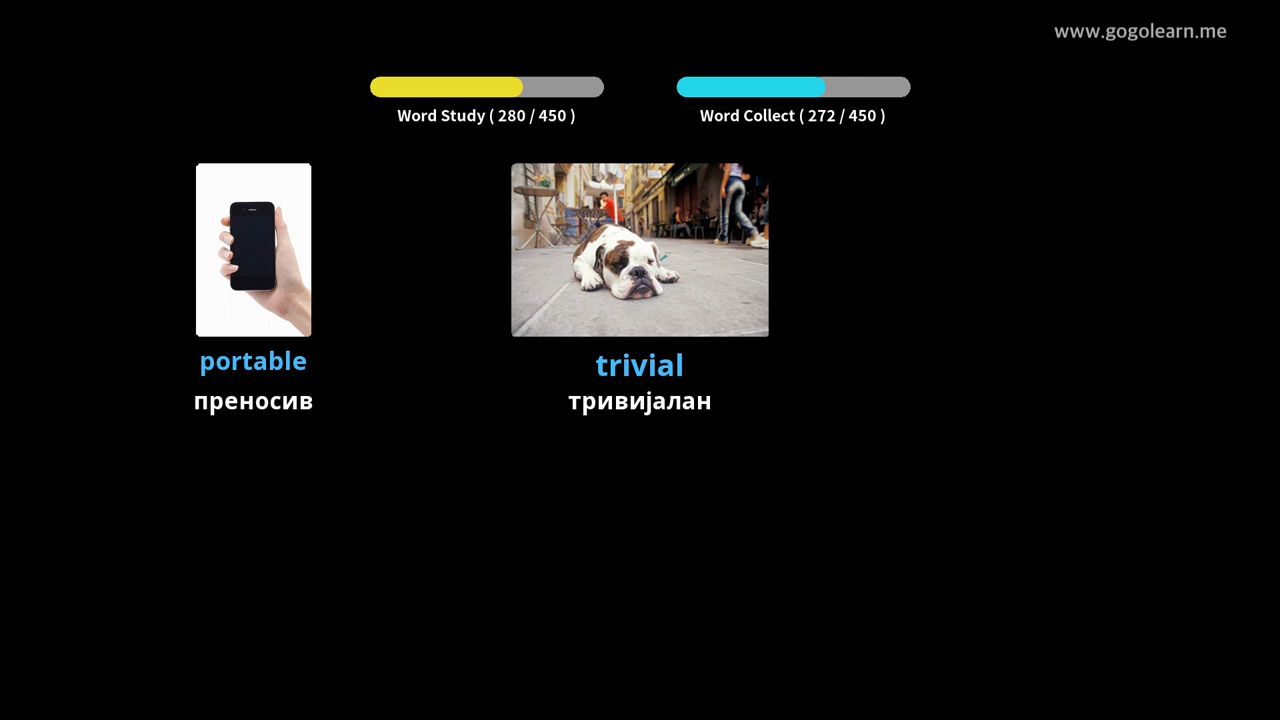 www.gogolearn.me
Word Study ( 280 / 450 )
Word Collect ( 272 / 450 )
portable
преносив
trivial
тривијалан